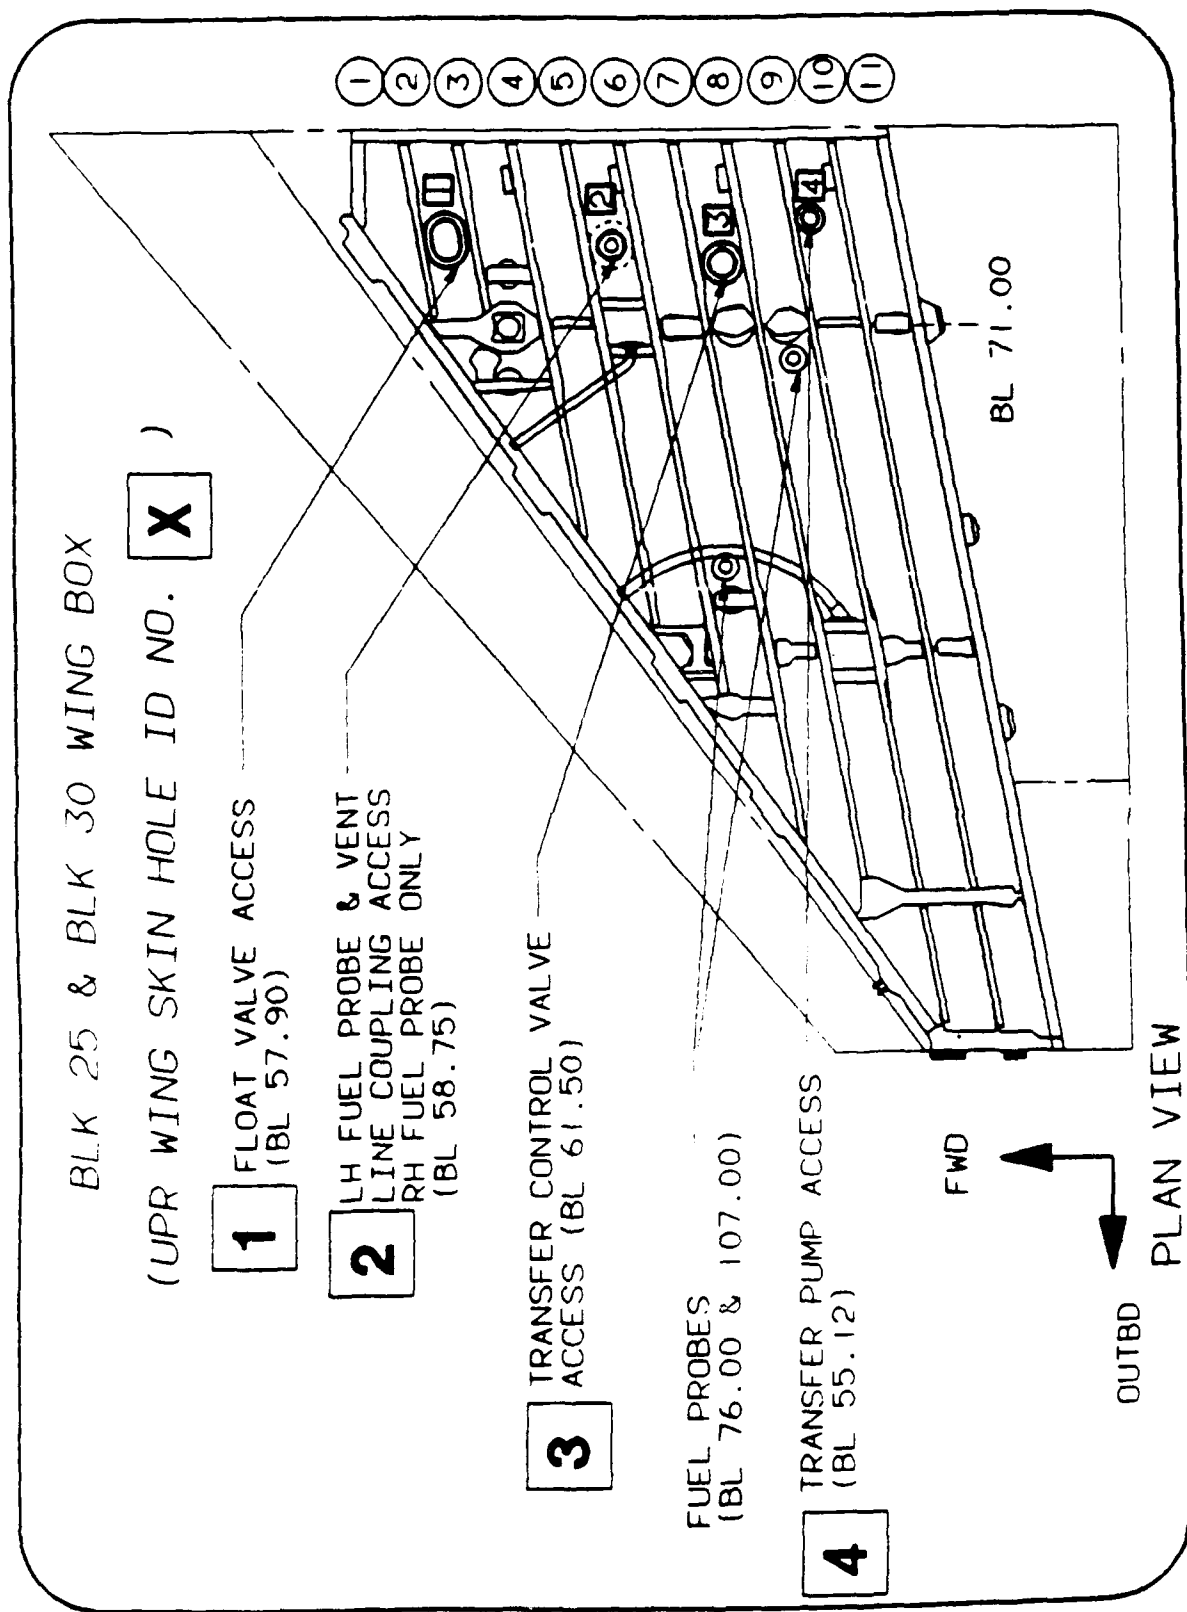 BLK 25 & BLK 30 WING BOX
(UPR WING SKIN HOLE ID NO. X )
1 FLOAT VALVE ACCESS
(BL 57.90)
2 LH FUEL PROBE & VENT
LINE COUPLING ACCESS
RH FUEL PROBE ONLY
(BL 58.75)
3 TRANSFER CONTROL VALVE
ACCESS (BL 61.50)
FUEL PROBES
(BL 76.00 & 107.00)
4 TRANSFER PUMP ACCESS
(BL 55.12)
1
2
3
4
5
6
7
8
9
10
11
1
2
3
4
BL 71.00
FWD
OUTBD
PLAN VIEW